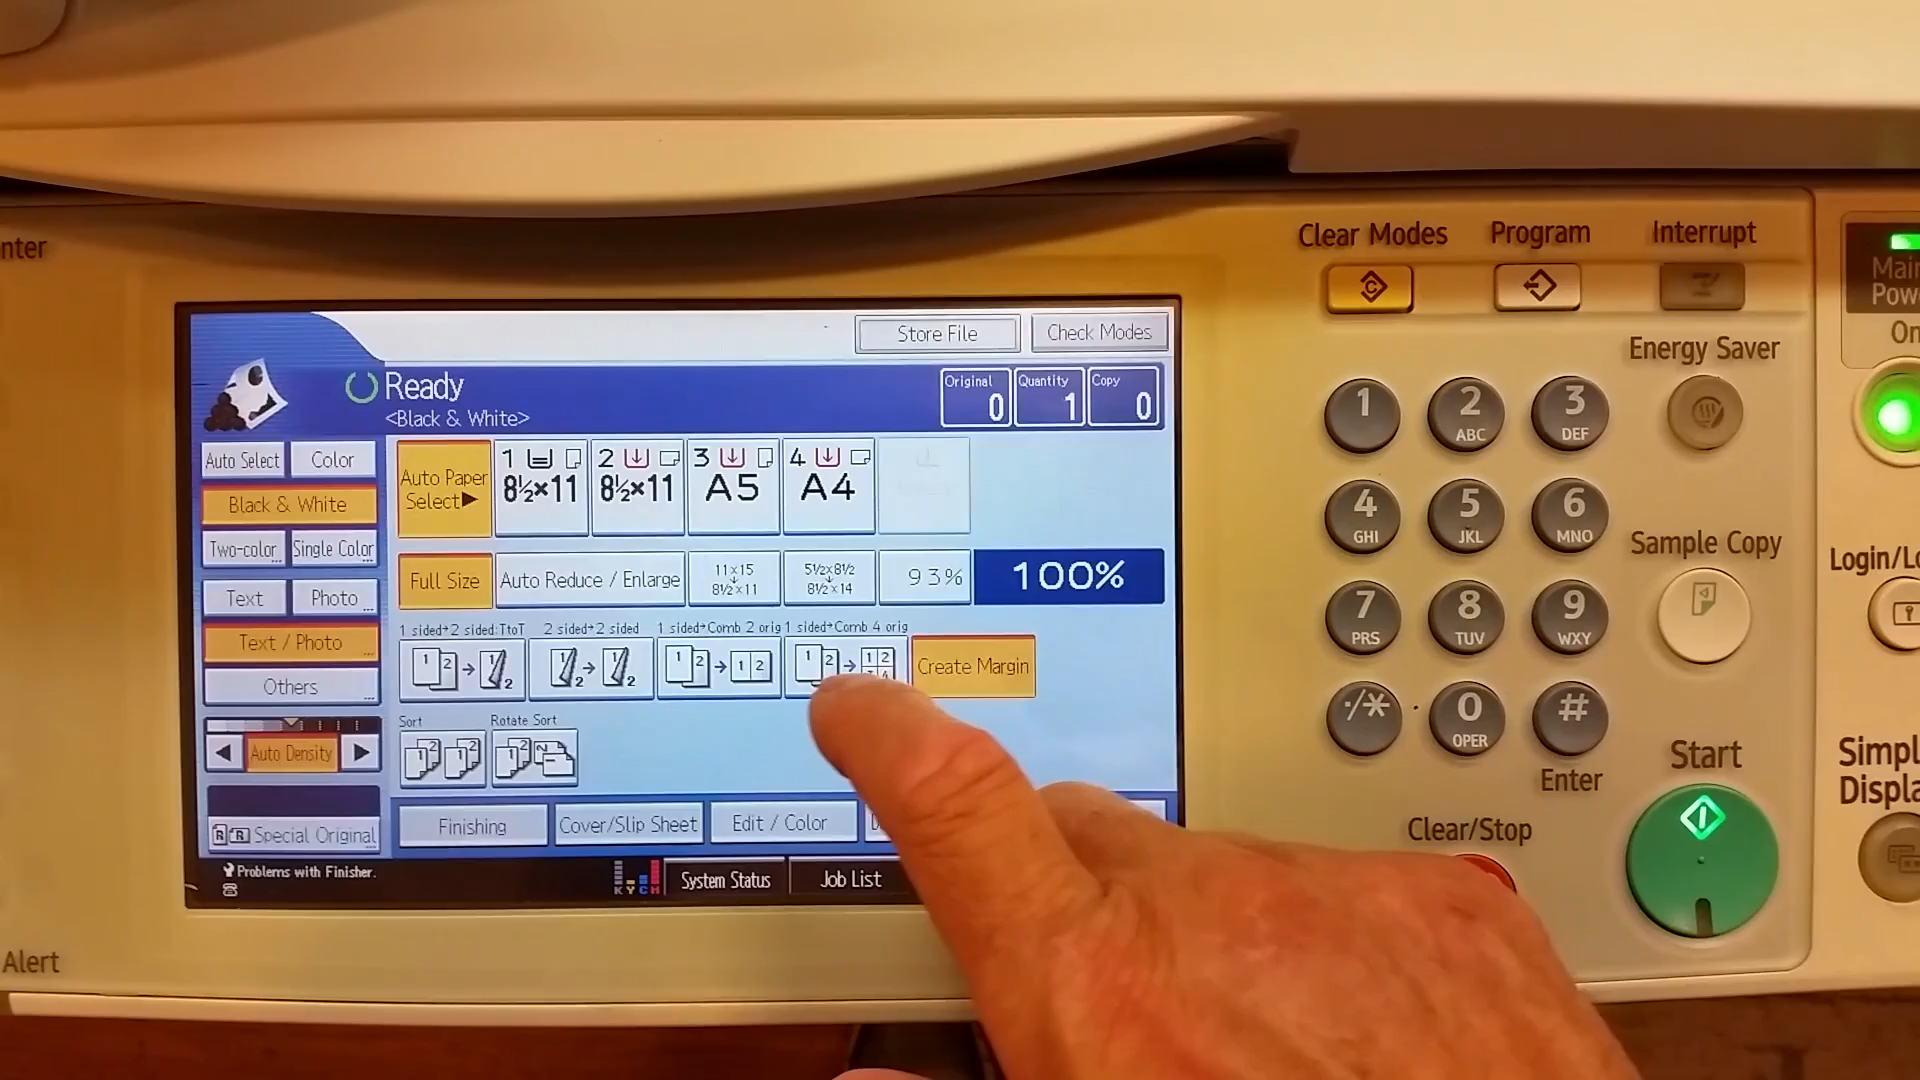 nter
Clear Modes
Program
Interrupt
Main
Power
On
Energy Saver
Store File
Check Modes
Ready
<Black & White>
Original
0
Quantity
1
Copy
0
Auto Select
Color
Black & White
Two-color
Single Color
Text
Photo
Text / Photo
Others
Auto Density
Special Original
Auto Paper
Select▶
1
8½×11
2
8½×11
3
A5
4
A4
Full Size
Auto Reduce / Enlarge
11×15
8½×11
5½×8½
8½×14
93%
100%
1 sided→2 sided:TtoT
2 sided→2 sided
1 sided→Comb 2 orig
1 sided→Comb 4 orig
Create Margin
Sort
Rotate Sort
Finishing
Cover/Slip Sheet
Edit / Color
Problems with Finisher.
K Y C M
System Status
Job List
Alert
1
2
ABC
3
DEF
4
GHI
5
JKL
6
MNO
7
PRS
8
TUV
9
WXY
·/*
0
OPER
#
Enter
Sample Copy
Login/Lo
Start
Clear/Stop
Simpl
Displa